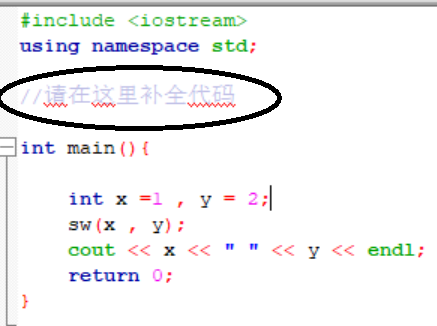 #include <iostream>
using namespace std;
//请在这里补全代码
int main(){
int x =1 , y = 2;
sw(x , y);
cout << x << " " << y << endl;
return 0;
}